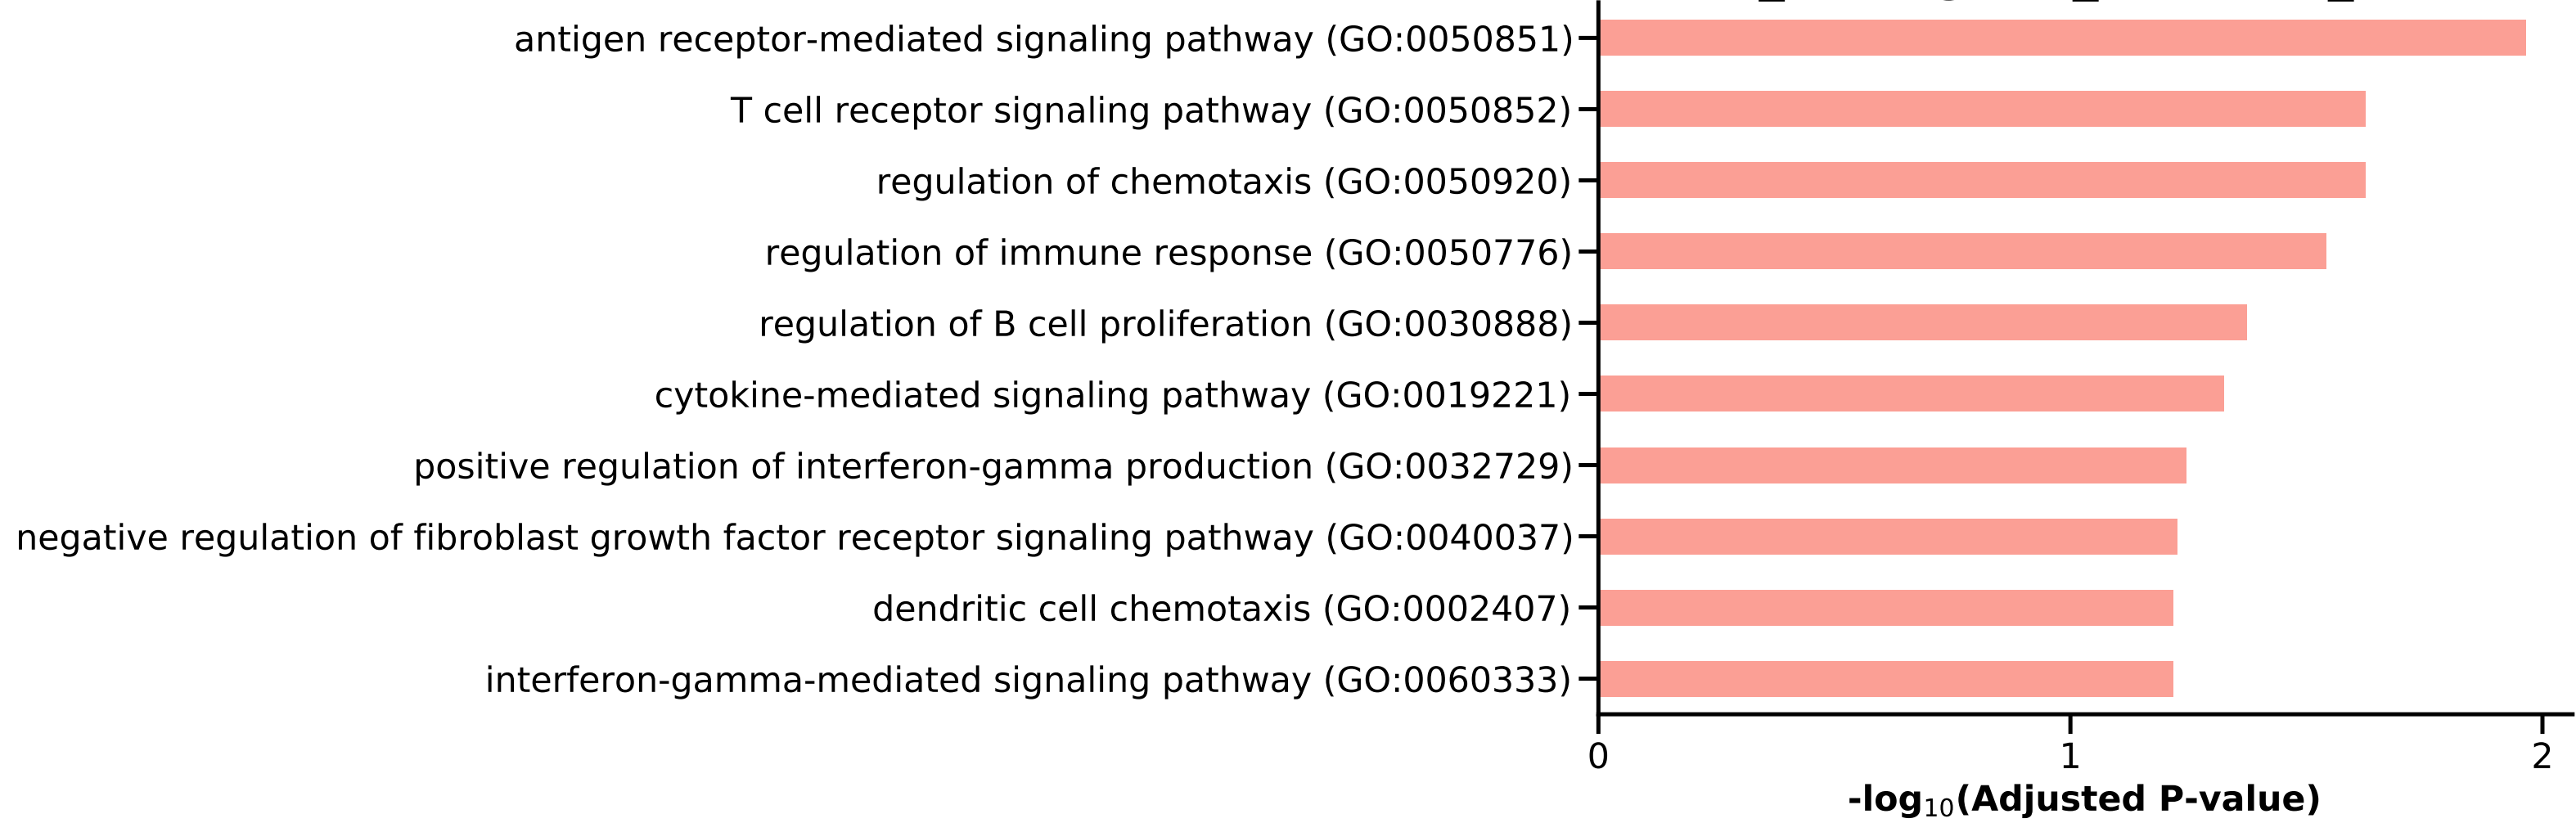 antigen receptor-mediated signaling pathway (GO:0050851)
T cell receptor signaling pathway (GO:0050852)
regulation of chemotaxis (GO:0050920)
regulation of immune response (GO:0050776)
regulation of B cell proliferation (GO:0030888)
cytokine-mediated signaling pathway (GO:0019221)
positive regulation of interferon-gamma production (GO:0032729)
negative regulation of fibroblast growth factor receptor signaling pathway (GO:0040037)
dendritic cell chemotaxis (GO:0002407)
interferon-gamma-mediated signaling pathway (GO:0060333)
0 1 2
-log₁₀(Adjusted P-value)